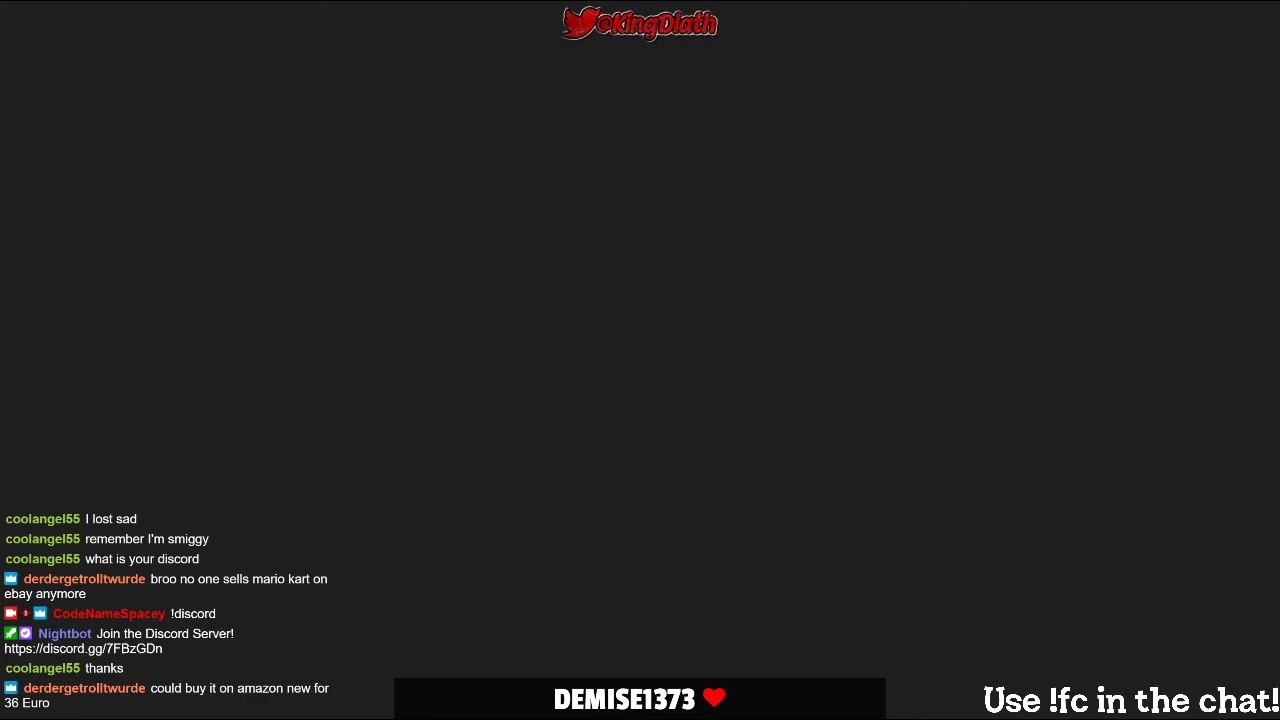 @KingDlath
coolangel55 I lost sad
coolangel55 remember I'm smiggy
coolangel55 what is your discord
derdergetrolltwurde broo no one sells mario kart on
ebay anymore
CodeNameSpacey !discord
Nightbot Join the Discord Server!
https://discord.gg/7FBzGDn
coolangel55 thanks
derdergetrolltwurde could buy it on amazon new for
36 Euro
DEMISE1373
Use !fc in the chat!